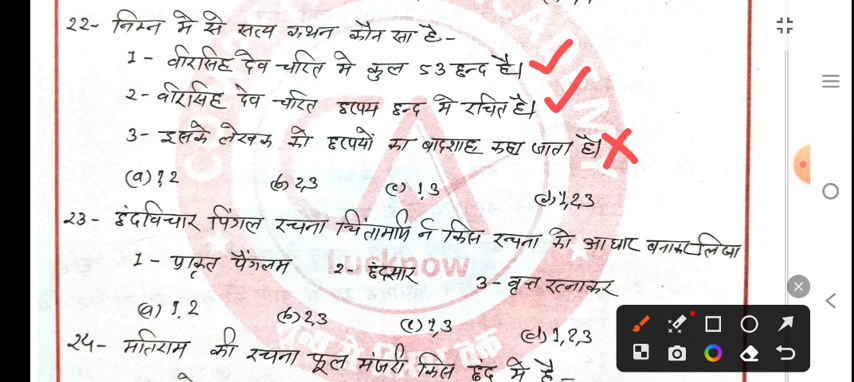 22- निम्न मे से सत्य कथन कौन सा है -
1 - वीरसिंह देव चरित मे कुल 53 छन्द है।
2 - वीरसिंह देव चरित छप्पय छन्द मे रचित है।
3 - इसके लेखक को छप्पयों का बादशाह कहा जाता है।
(a) 1,2 (b) 2,3 (c) 1,3 (d) 1,2,3
23 - छंदविचार पिंगल रचना चिंतामणि ने किस रचना को आधार बनाकर लिखा
1 - प्राकृत पैंगलम 2 - छंदसार 3 - वृत्त रत्नाकर
Lucknow
(a) 1,2 (b) 2,3 (c) 1,3 (d) 1,2,3
24 - मतिराम की रचना फूल मंजरी किस छंद मे है -